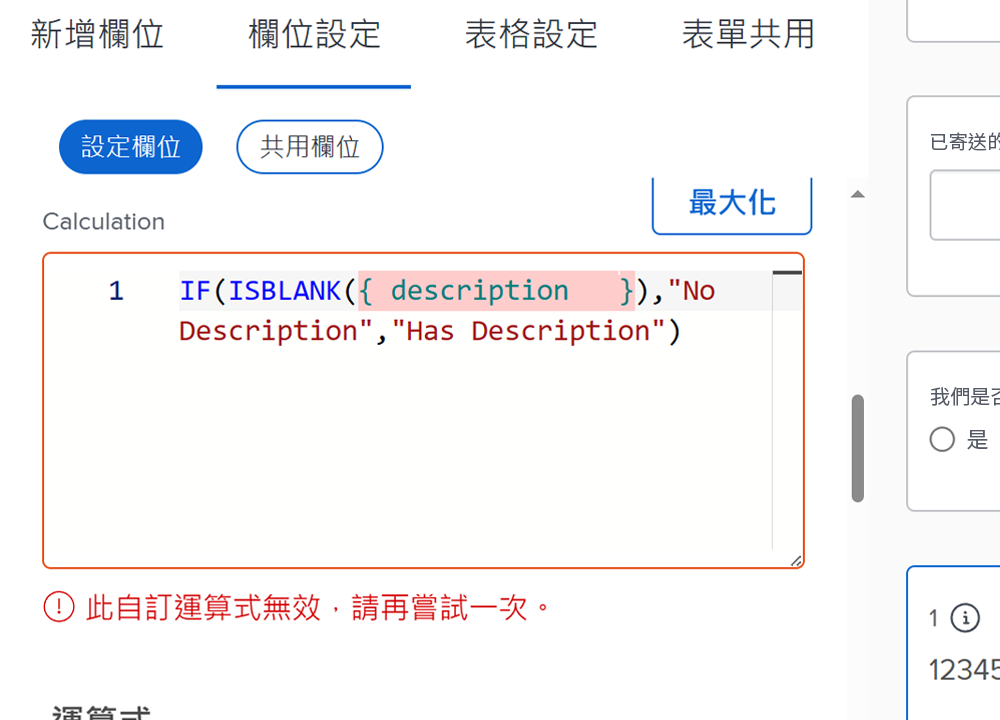 新增欄位
欄位設定
表格設定
表單共用
設定欄位
共用欄位
Calculation
最大化
1
IF(ISBLANK({ description   }),"No
Description","Has Description")
此自訂運算式無效，請再嘗試一次。
運算式
已寄送的
我們是否
是
1
12345